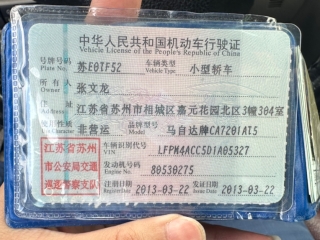 中华人民共和国机动车行驶证
Vehicle License of the People's Republic of China
号牌号码 苏E0TF52 车辆类型 小型轿车
Plate No. Vehicle Type
所有人 张文龙
Owner
住址 江苏省苏州市相城区嘉元花园北区3幢304室
使用性质 非营运 品牌型号 马自达牌CA7201AT5
江苏省苏州 车辆识别代号 LFPM4ACC5D1A05327
VIN
市公安局交通 发动机号码 80530275
Engine No.
巡逻警察支队 注册日期 2013-03-22 发证日期 2013-03-22
Register Date Issue Date